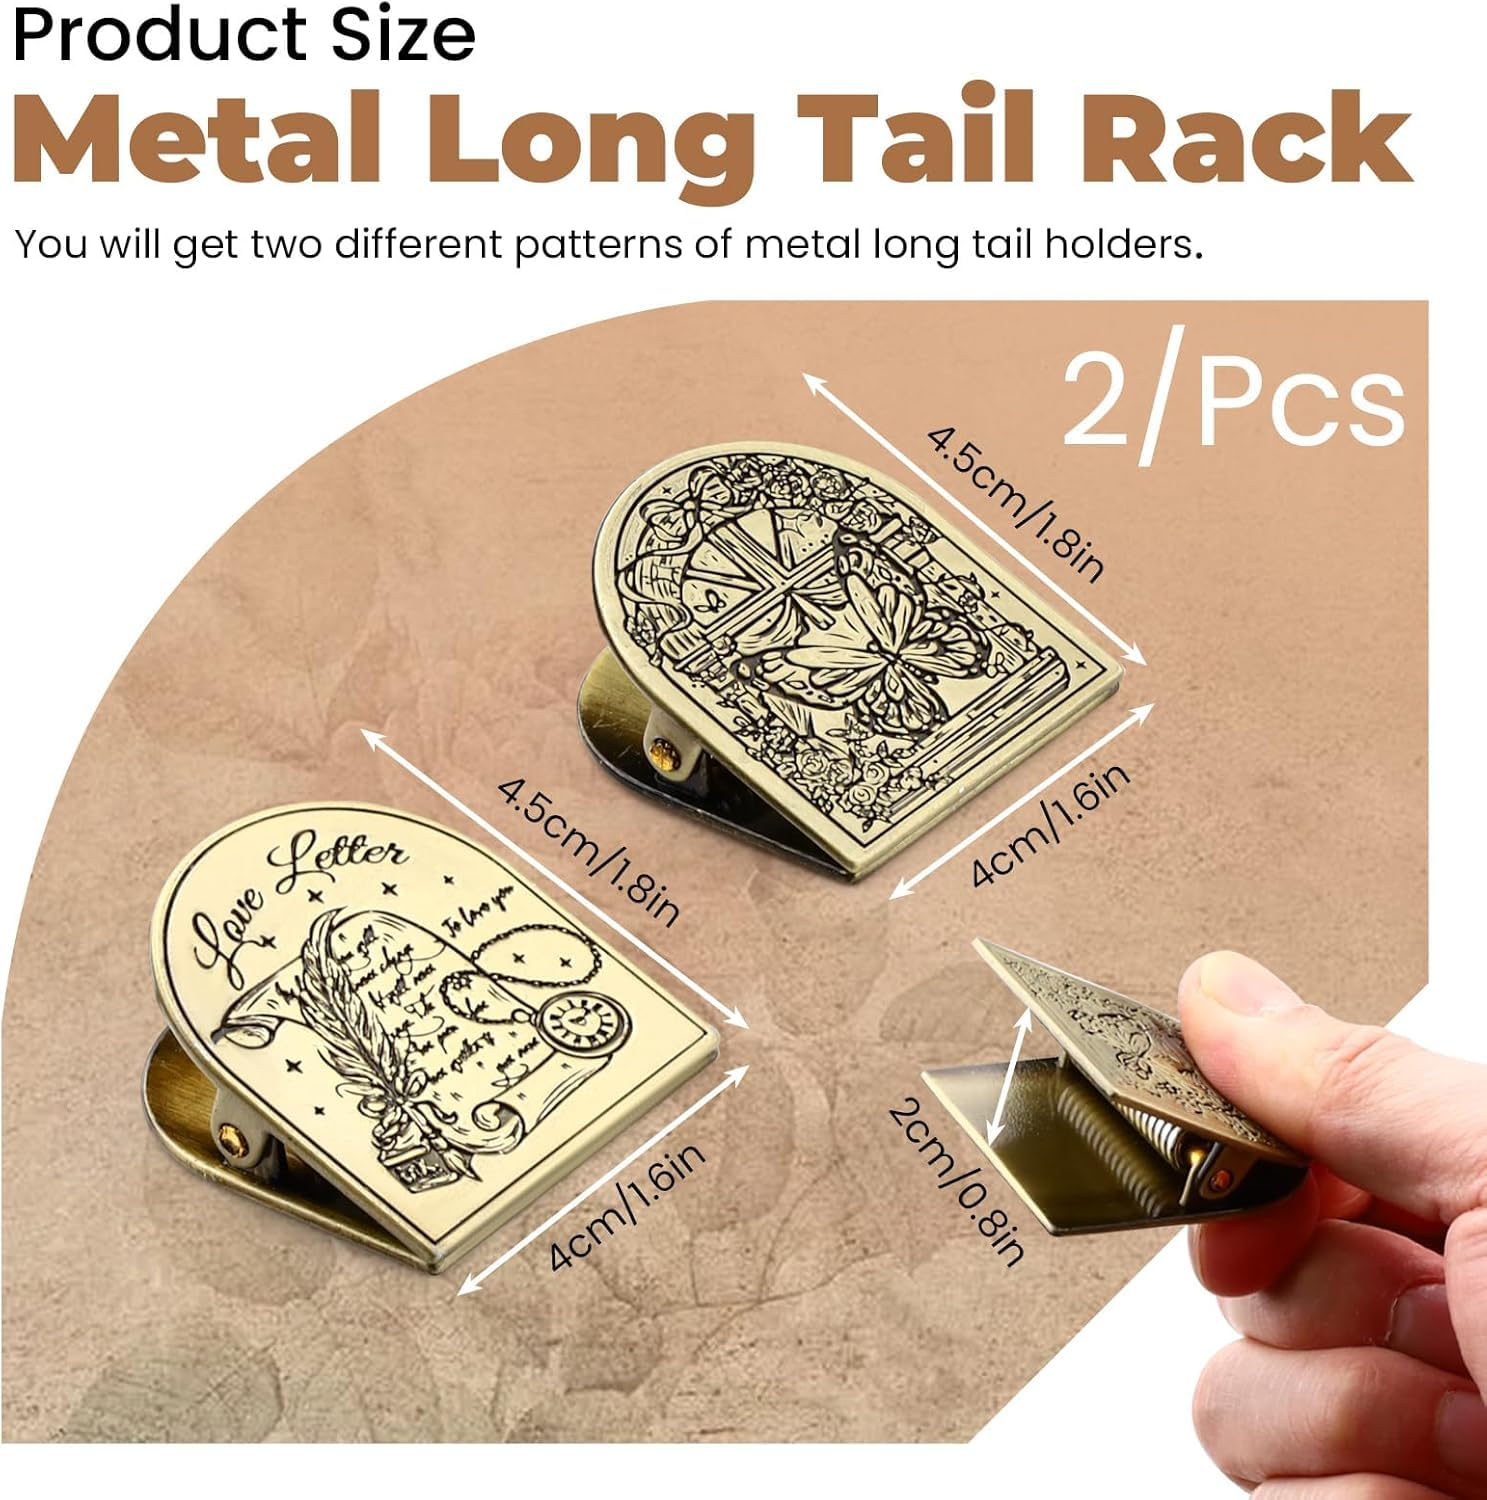 Product Size
Metal Long Tail Rack
You will get two different patterns of metal long tail holders.
2/Pcs
4.5cm/1.8in
4cm/1.6in
4.5cm/1.8in
Love Letter
To love you
4cm/1.6in
2cm/0.8in